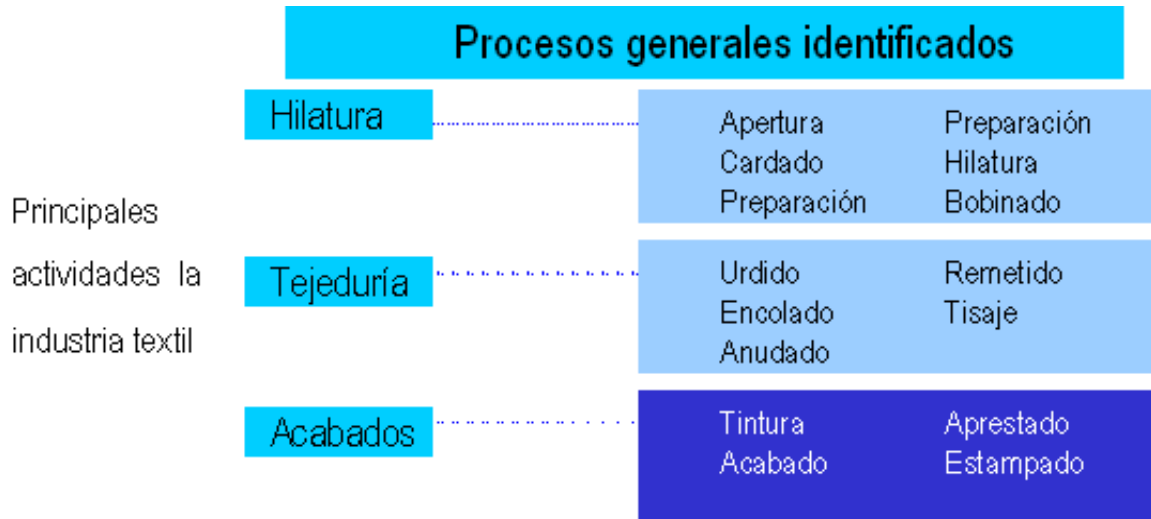 Procesos generales identificados
Principales
actividades la
industria textil
Hilatura
Apertura Preparación
Cardado Hilatura
Preparación Bobinado
Tejeduría
Urdido Remetido
Encolado Tisaje
Anudado
Acabados
Tintura Aprestado
Acabado Estampado